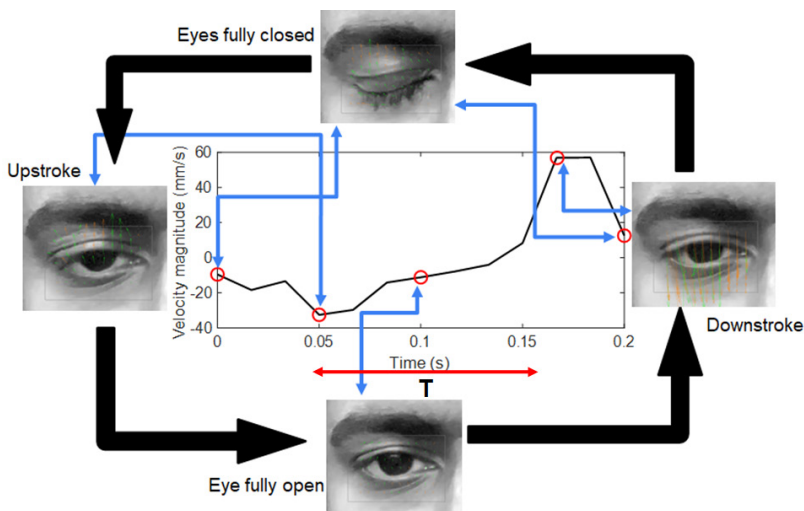 Eyes fully closed
Upstroke
Velocity magnitude (mm/s)
60
40
20
0
-20
-40
0
0.05
0.1
0.15
0.2
Time (s)
T
Downstroke
Eye fully open